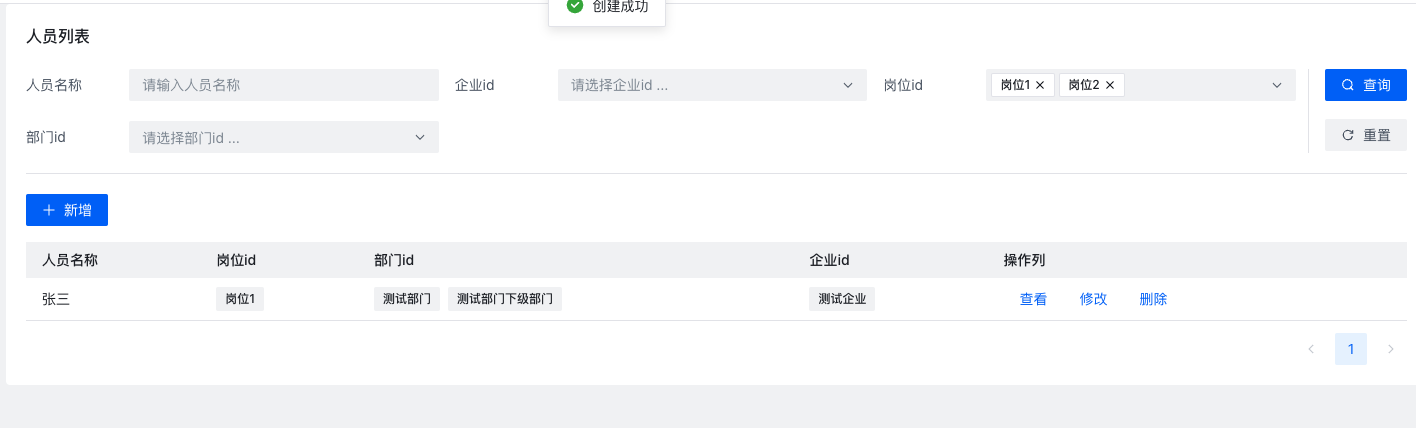 创建成功
人员列表
人员名称 请输入人员名称 企业id 请选择企业id ... 岗位id 岗位1 × 岗位2 × 查询
部门id 请选择部门id ... 重置
+ 新增
人员名称 岗位id 部门id 企业id 操作列
张三 岗位1 测试部门 测试部门下级部门 测试企业 查看 修改 删除
< 1 >